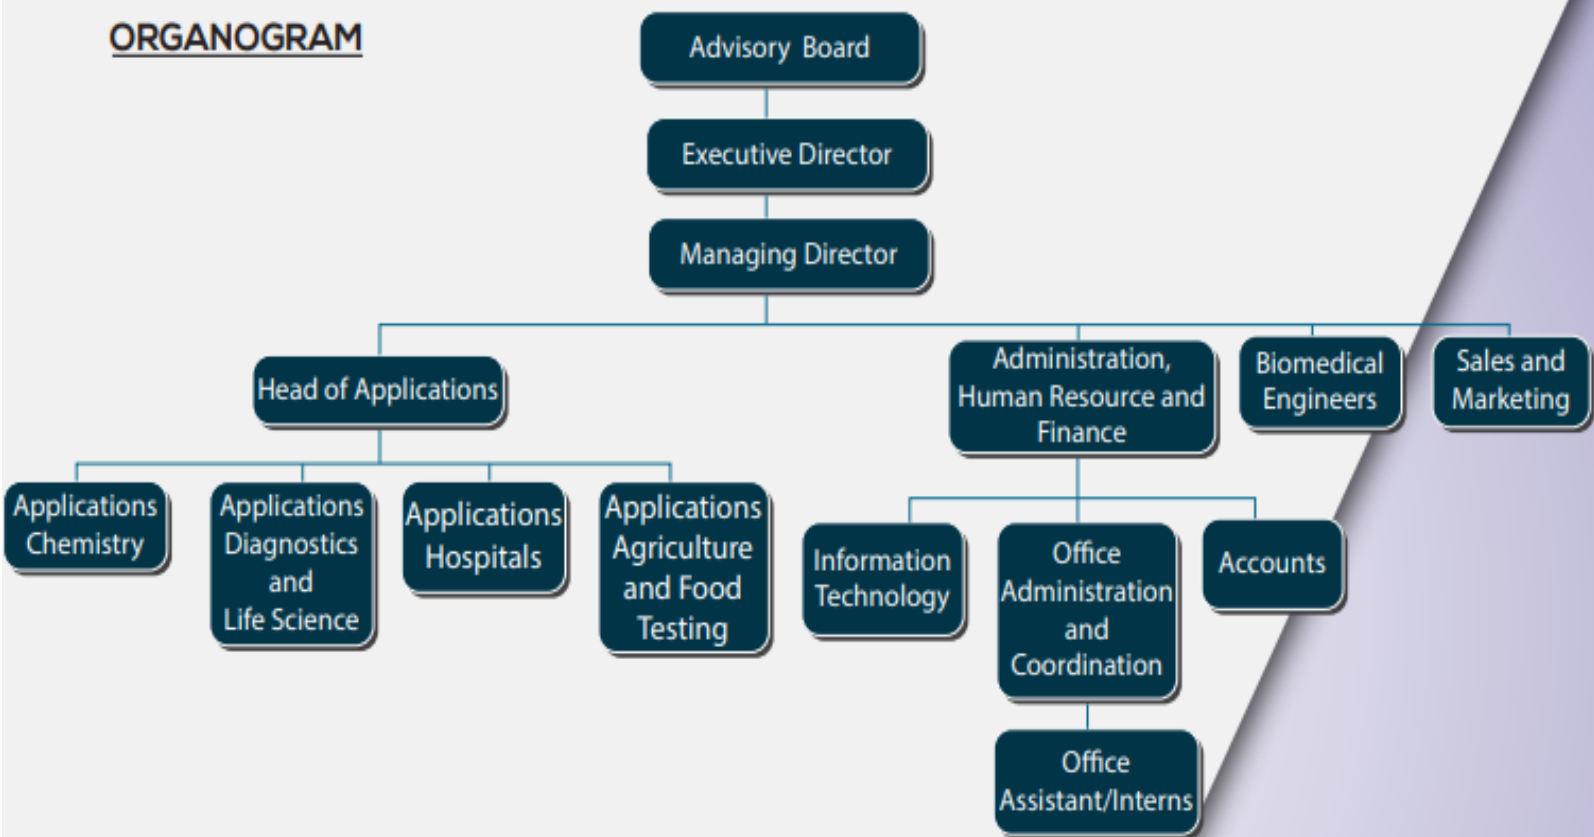 ORGANOGRAM
Advisory Board
Executive Director
Managing Director
Head of Applications
Administration,
Human Resource and
Finance
Biomedical
Engineers
Sales and
Marketing
Applications
Chemistry
Applications
Diagnostics
and
Life Science
Applications
Hospitals
Applications
Agriculture
and Food
Testing
Information
Technology
Office
Administration
and
Coordination
Accounts
Office
Assistant/Interns